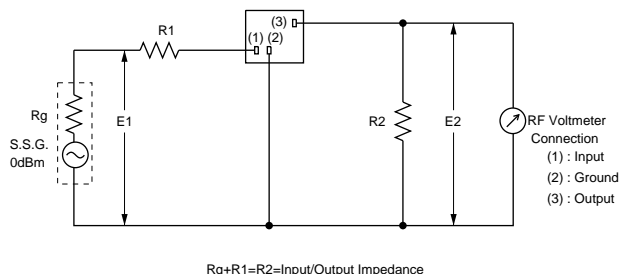 R1
(3)
(1) (2)
Rg
S.S.G.
0dBm
E1
R2
E2
RF Voltmeter
Connection
(1) : Input
(2) : Ground
(3) : Output
Rg+R1=R2=Input/Output Impedance